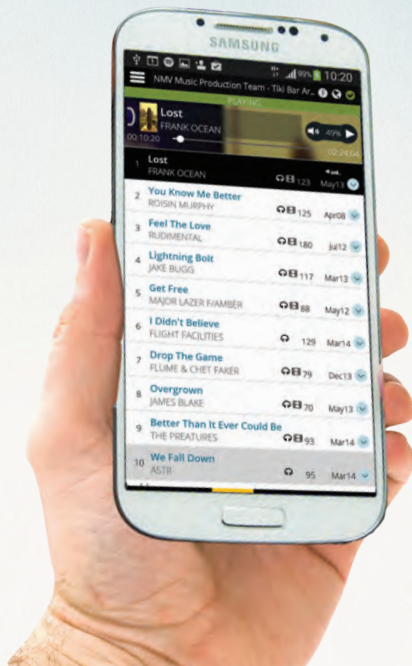 SAMSUNG
99% 10:20
NMV Music Production Team - Tiki Bar Ar..
PLAYING
Lost
FRANK OCEAN
49%
00:10:20
02:24:04
1 Lost
FRANK OCEAN 123 May13
2 You Know Me Better
ROISIN MURPHY 125 Apr08
3 Feel The Love
RUDIMENTAL 180 Jul12
4 Lightning Bolt
JAKE BUGG 117 Mar13
5 Get Free
MAJOR LAZER F/AMBER 88 May12
6 I Didn't Believe
FLIGHT FACILITIES 129 Mar14
7 Drop The Game
FLUME & CHET FAKER 79 Dec13
8 Overgrown
JAMES BLAKE 70 May13
9 Better Than It Ever Could Be
THE PREATURES 93 Mar14
10 We Fall Down
ASTR 95 Mar14